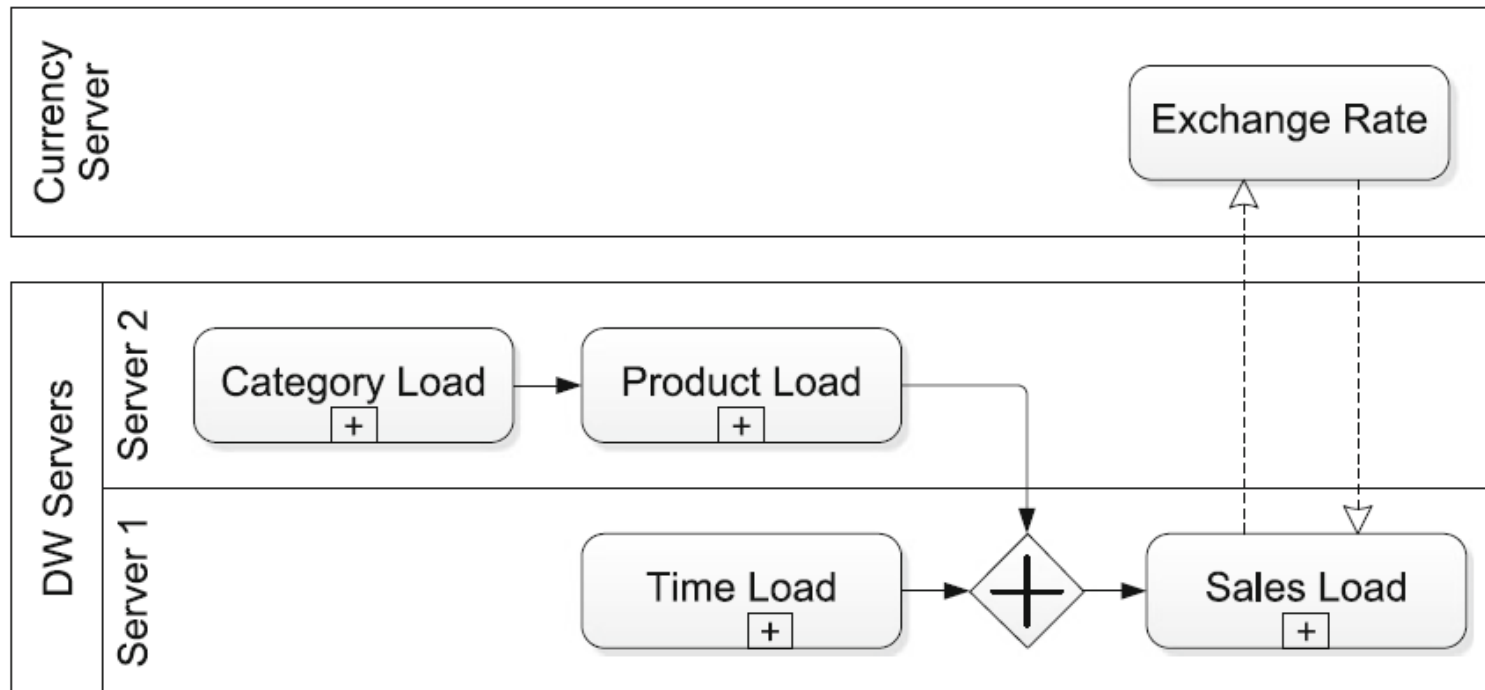 Currency
Server
Exchange Rate
DW Servers
Server 2
Category Load
+
Product Load
+
Server 1
Time Load
+
Sales Load
+